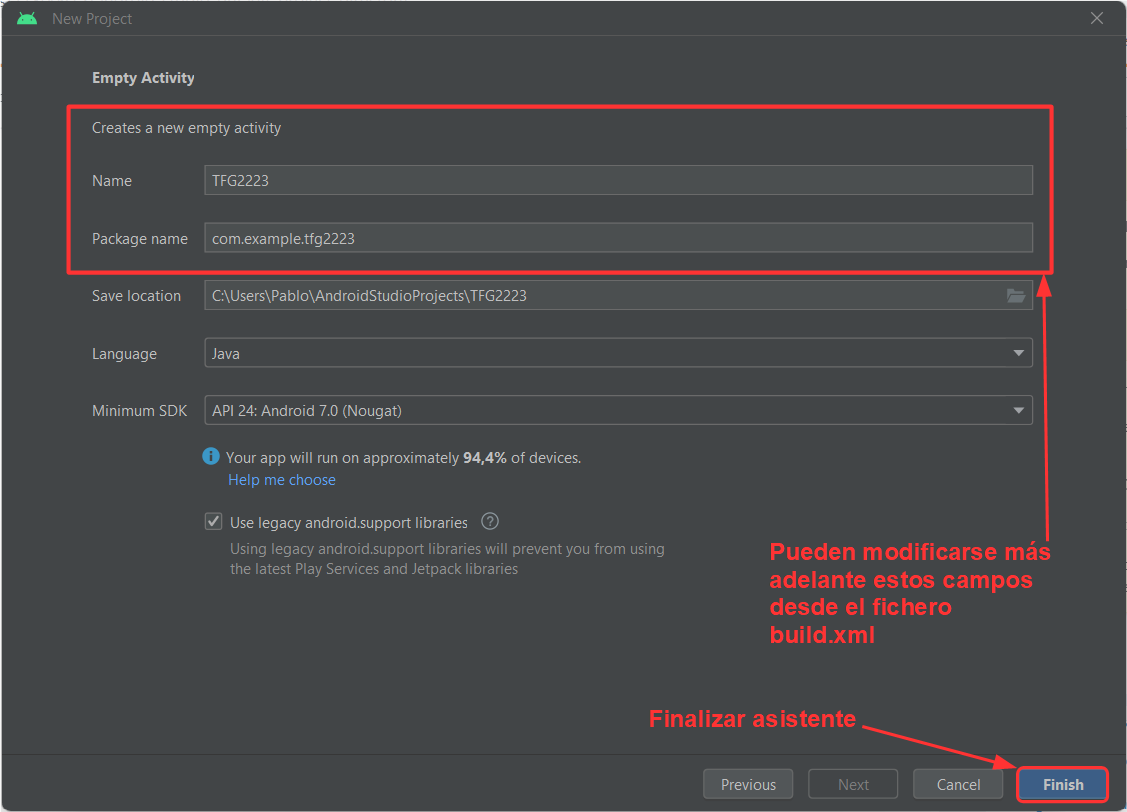 New Project
Empty Activity
Creates a new empty activity
Name
TFG2223
Package name
com.example.tfg2223
Save location
C:\Users\Pablo\AndroidStudioProjects\TFG2223
Language
Java
Minimum SDK
API 24: Android 7.0 (Nougat)
Your app will run on approximately 94,4% of devices.
Help me choose
Use legacy android.support libraries
Using legacy android.support libraries will prevent you from using
the latest Play Services and Jetpack libraries
Pueden modificarse más
adelante estos campos
desde el fichero
build.xml
Finalizar asistente
Previous
Next
Cancel
Finish